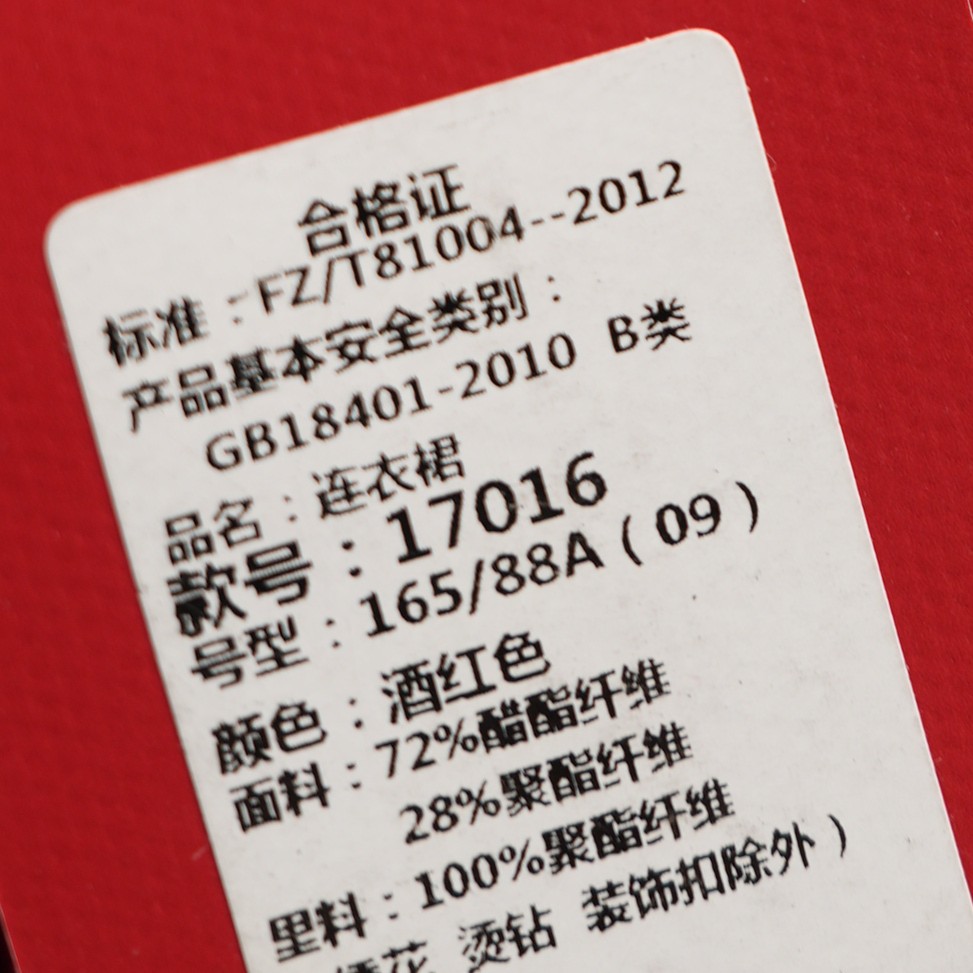 合格证
标准：FZ/T81004--2012
产品基本安全类别：
GB18401-2010 B类
品名：连衣裙
款号：17016
号型：165/88A（09）
颜色：酒红色
面料：72%醋酯纤维
28%聚酯纤维
里料：100%聚酯纤维
绣花 烫钻 装饰扣除外）